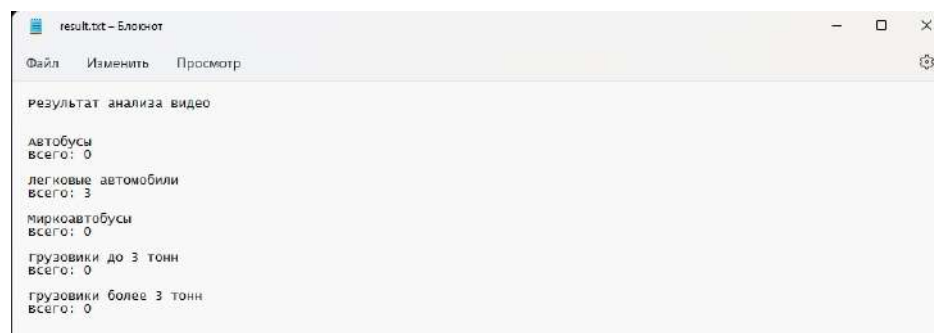 result.txt – Блокнот
Файл Изменить Просмотр
Результат анализа видео
Автобусы
всего: 0
легковые автомобили
всего: 3
Миркоавтобусы
всего: 0
грузовики до 3 тонн
всего: 0
грузовики более 3 тонн
всего: 0